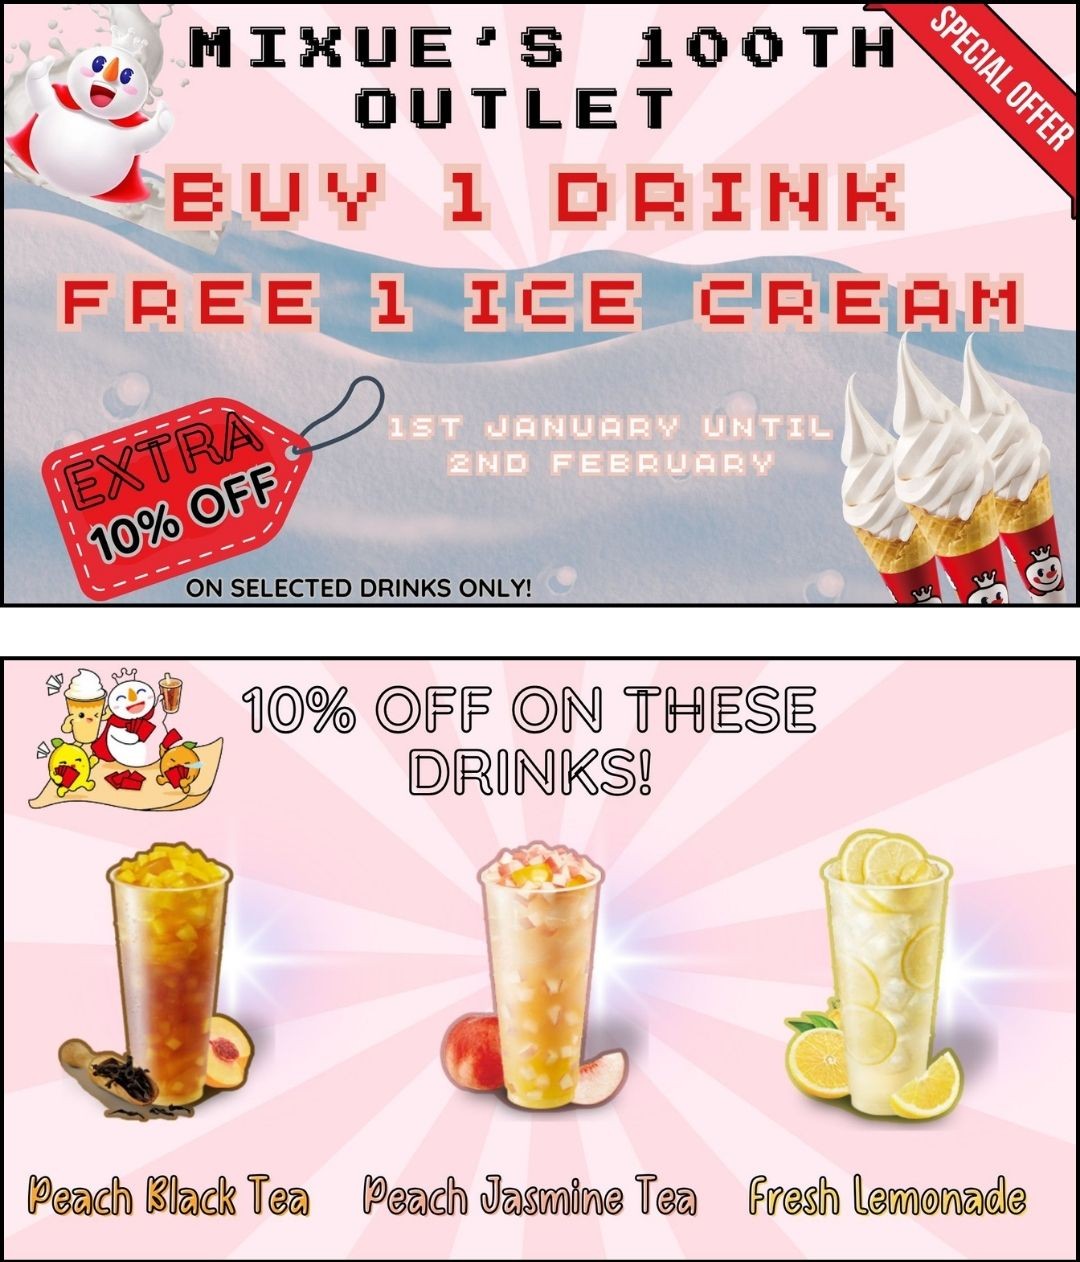 MIXUE'S 100TH
OUTLET
SPECIAL OFFER
BUY 1 DRINK
FREE 1 ICE CREAM
1ST JANUARY UNTIL
2ND FEBRUARY
EXTRA
10% OFF
ON SELECTED DRINKS ONLY!
10% OFF ON THESE
DRINKS!
Peach Black Tea
Peach Jasmine Tea
Fresh Lemonade